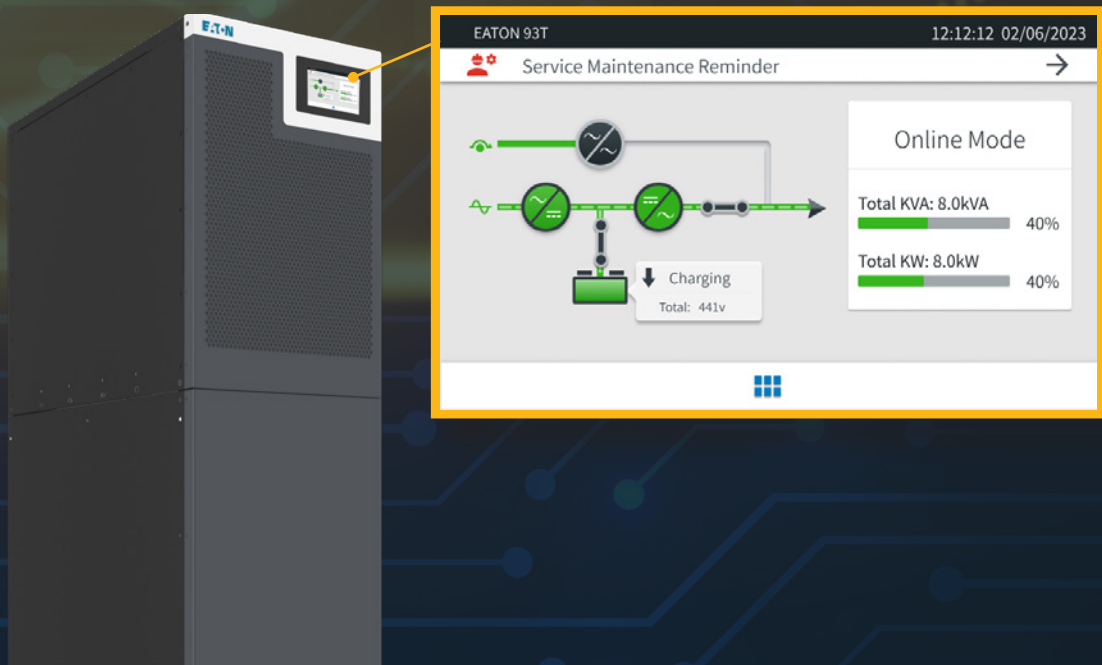 EATON
EATON 93T
12:12:12 02/06/2023
Service Maintenance Reminder
Online Mode
Total KVA: 8.0kVA
40%
Total KW: 8.0kW
40%
Charging
Total: 441v